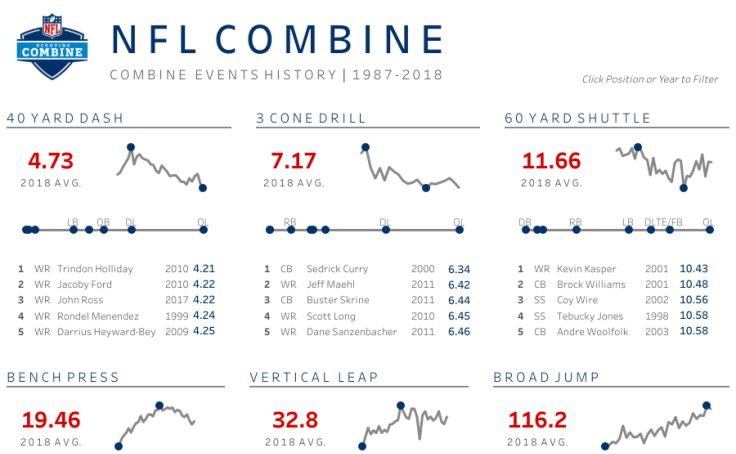 NFL
SCOUTING
COMBINE
NFL COMBINE
COMBINE EVENTS HISTORY | 1987-2018
Click Position or Year to Filter
40 YARD DASH
4.73
2018 AVG.
LB QB DL OL
1 WR Trindon Holliday 2010 4.21
2 WR Jacoby Ford 2010 4.22
3 WR John Ross 2017 4.22
4 WR Rondel Menendez 1999 4.24
5 WR Darrius Heyward-Bey 2009 4.25
3 CONE DRILL
7.17
2018 AVG.
RB DL OL
1 CB Sedrick Curry 2000 6.34
2 WR Jeff Maehl 2011 6.42
3 CB Buster Skrine 2011 6.44
4 WR Scott Long 2010 6.45
5 WR Dane Sanzenbacher 2011 6.46
60 YARD SHUTTLE
11.66
2018 AVG.
DB RB LB DL TE/FB OL
1 WR Kevin Kasper 2001 10.43
2 CB Brock Williams 2001 10.48
3 SS Coy Wire 2002 10.56
4 SS Tebucky Jones 1998 10.58
5 CB Andre Woolfolk 2003 10.58
BENCH PRESS
19.46
2018 AVG.
VERTICAL LEAP
32.8
2018 AVG.
BROAD JUMP
116.2
2018 AVG.